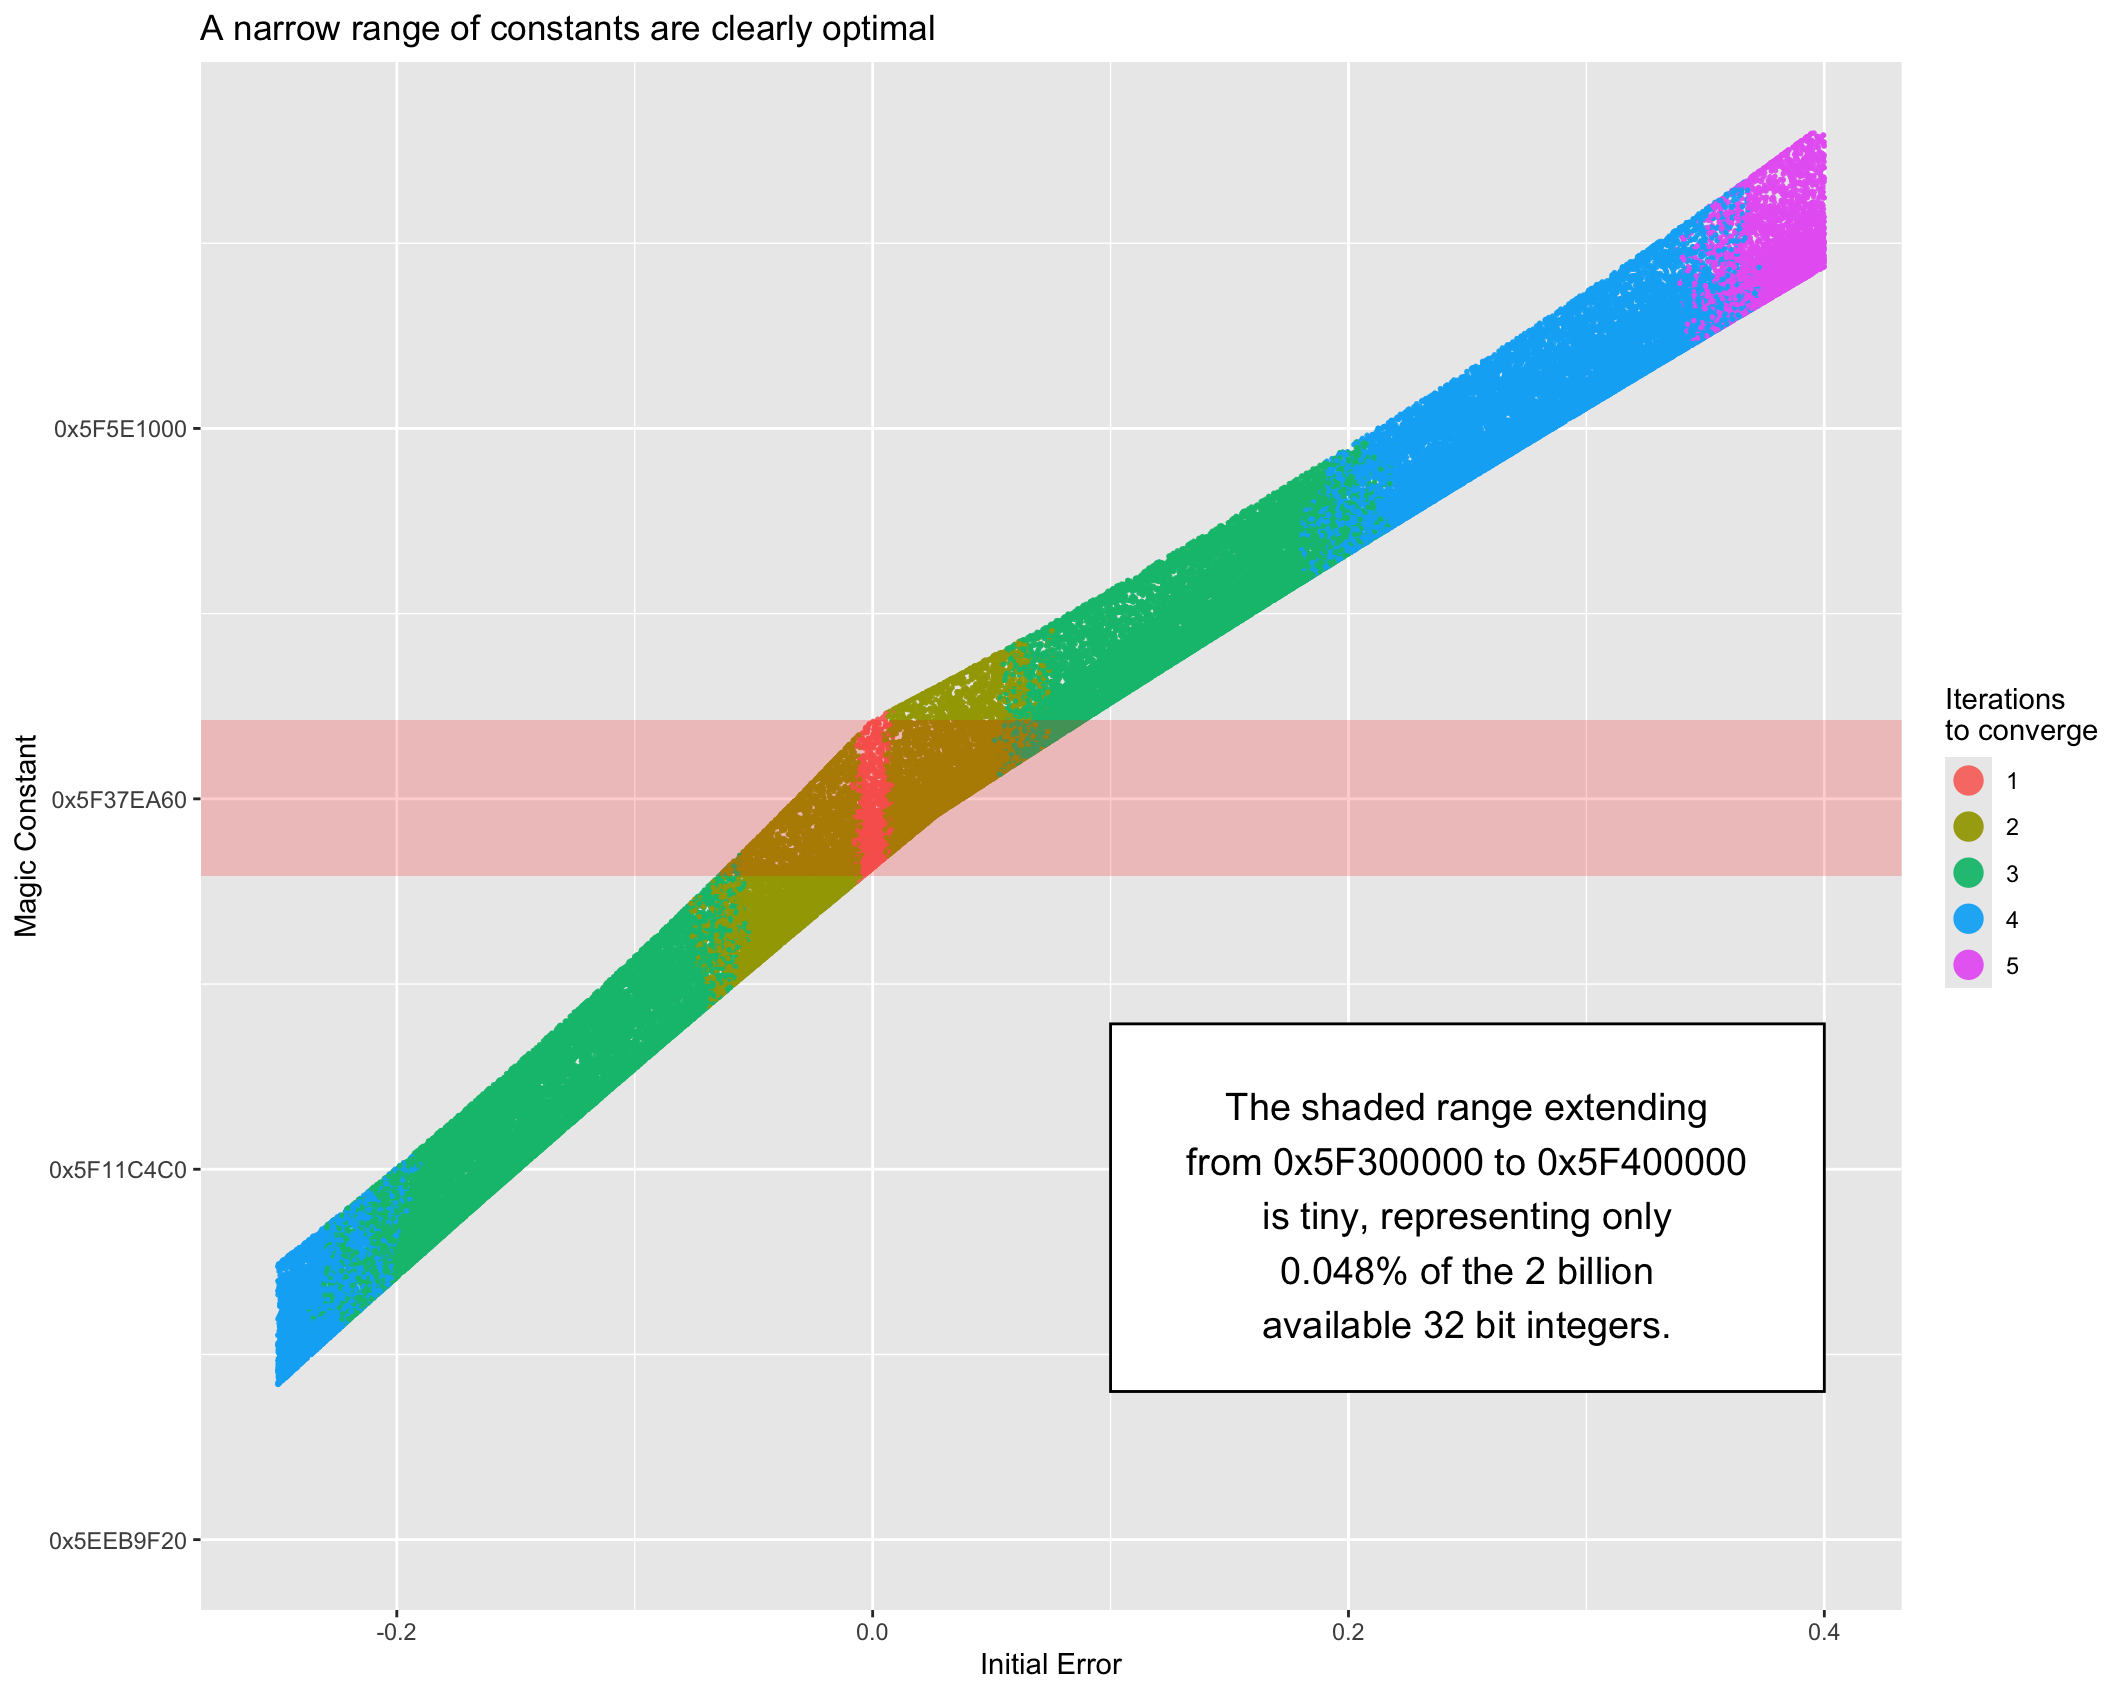 A narrow range of constants are clearly optimal
Magic Constant
0x5F5E1000
0x5F37EA60
0x5F11C4C0
0x5EEB9F20
The shaded range extending
from 0x5F300000 to 0x5F400000
is tiny, representing only
0.048% of the 2 billion
available 32 bit integers.
-0.2
0.0
0.2
0.4
Initial Error
Iterations
to converge
1
2
3
4
5